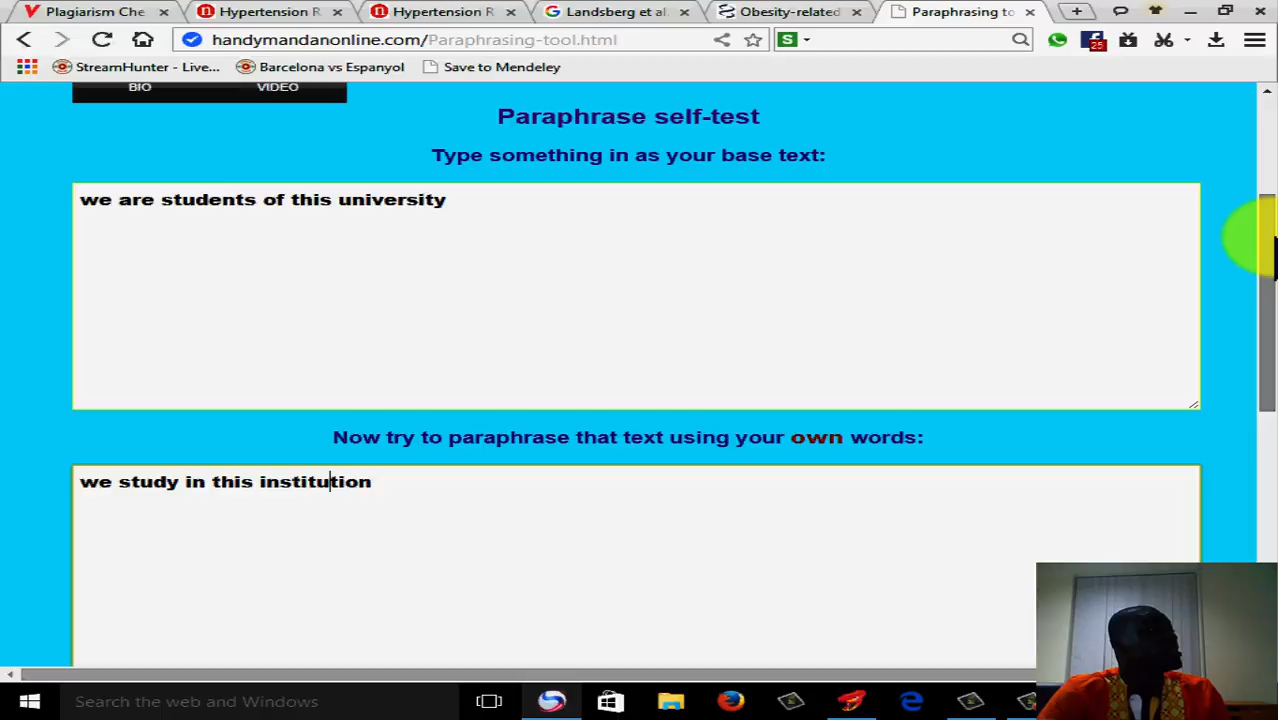 Plagiarism Che
Hypertension R
Hypertension R
Landsberg et al.
Obesity-related
Paraphrasing to
handymandanonline.com/Paraphrasing-tool.html
S
25
StreamHunter - Live...
Barcelona vs Espanyol
Save to Mendeley
BIO
VIDEO
Paraphrase self-test
Type something in as your base text:
we are students of this university
Now try to paraphrase that text using your own words:
we study in this institution
Search the web and Windows